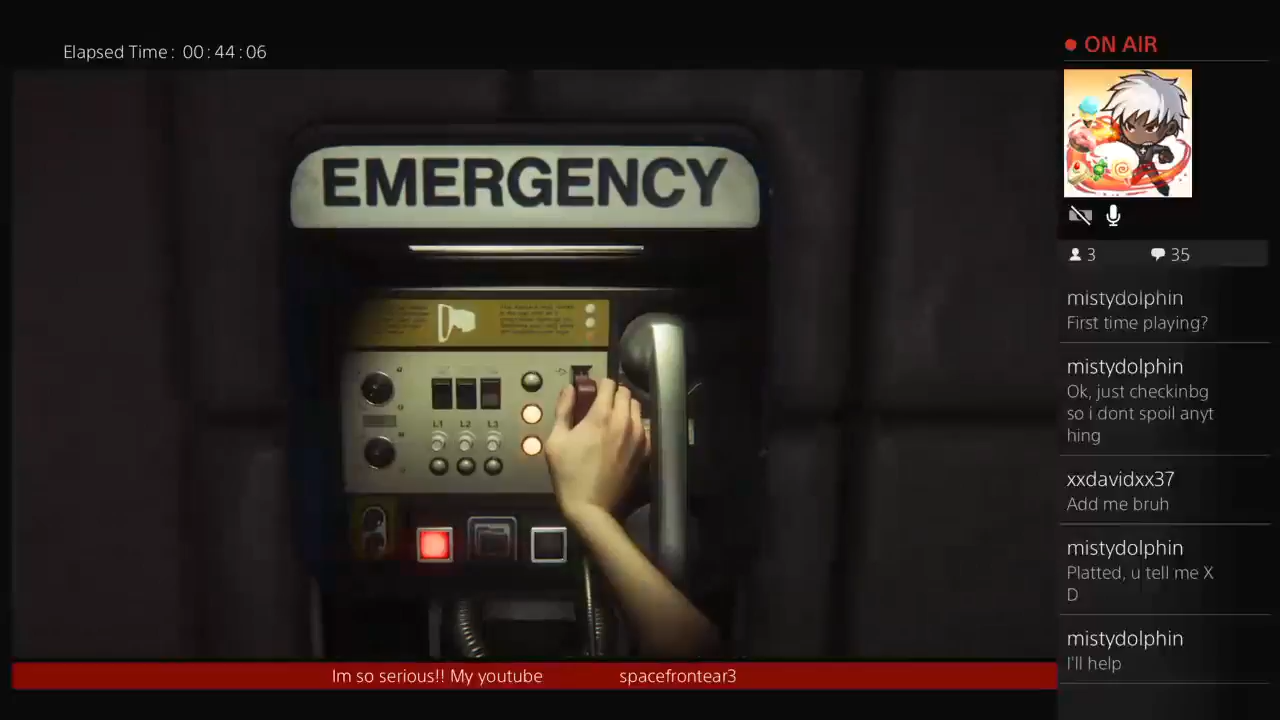 Elapsed Time: 00:44:06
ON AIR
EMERGENCY
L1 L2 L3
3 35
mistydolphin
First time playing?
mistydolphin
Ok, just checkinbg
so i dont spoil anyt
hing
xxdavidxx37
Add me bruh
mistydolphin
Platted, u tell me X
D
mistydolphin
I'll help
Im so serious!! My youtube spacefrontear3